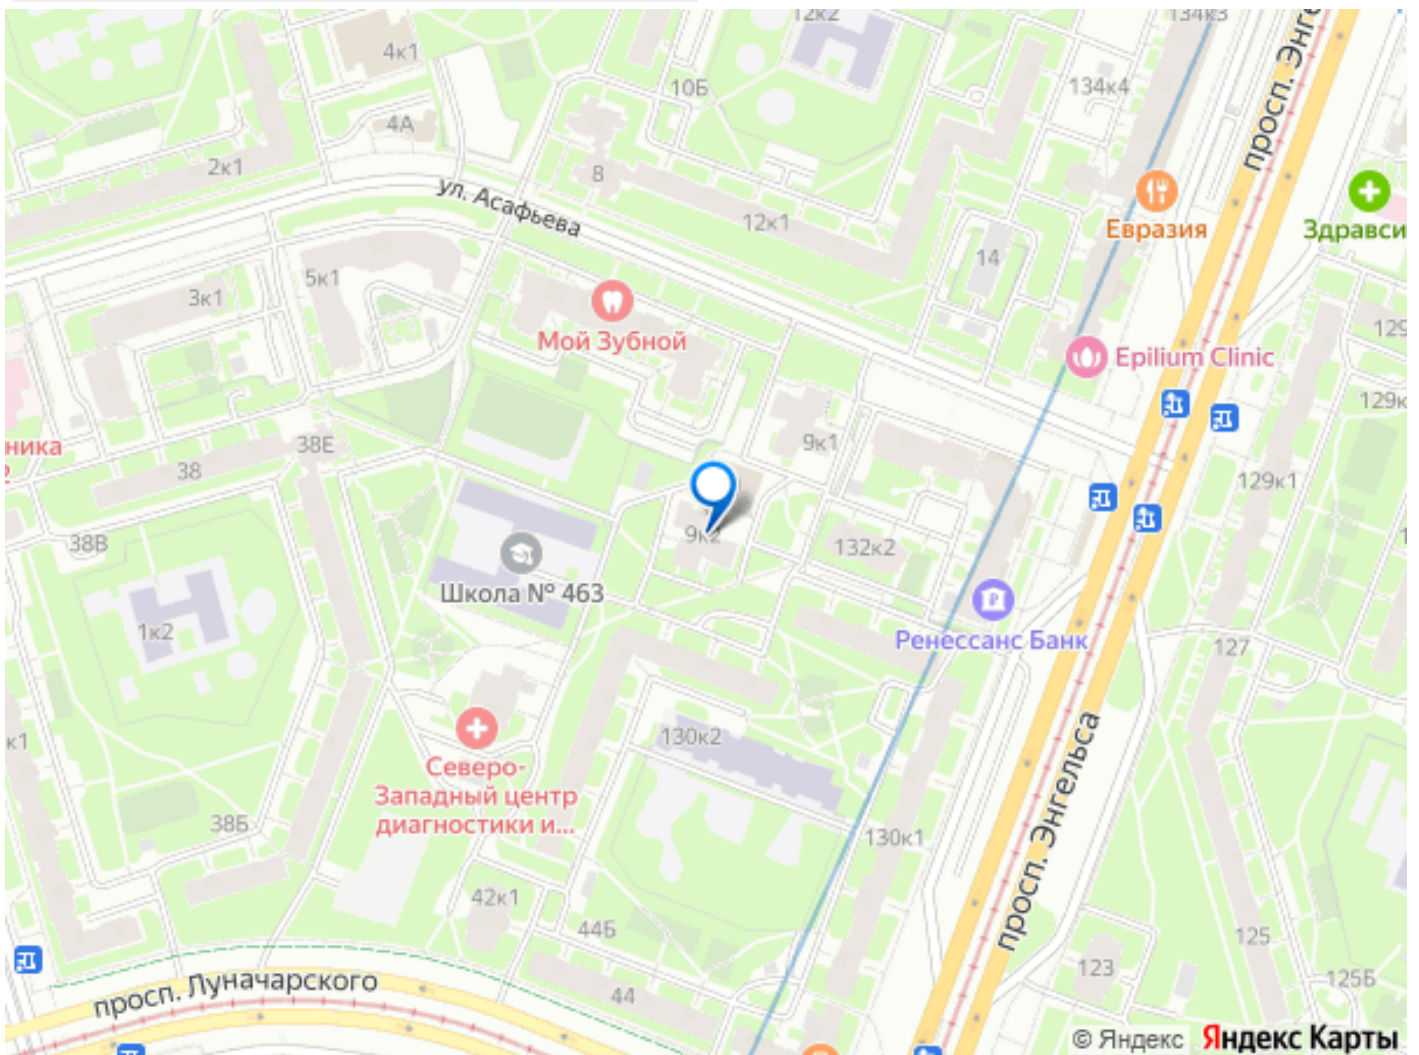 12к2
134к3
4к1
просп. Энге
10Б
134к4
4А
2к1
8
ул. Асафьева
12к1
Евразия
Здравси
14
5к1
3к1
Мой Зубной
129
Epilium Clinic
129к
9к1
ника
38Е
38
129к1
38В
9к2
132к2
Школа № 463
1к2
Ренессанс Банк
127
к1
130к2
Северо-
Западный центр
диагностики и...
просп. Энгельса
38Б
130к1
42к1
44Б
125
123
125Б
просп. Луначарского
44
© Яндекс Яндекс Карты